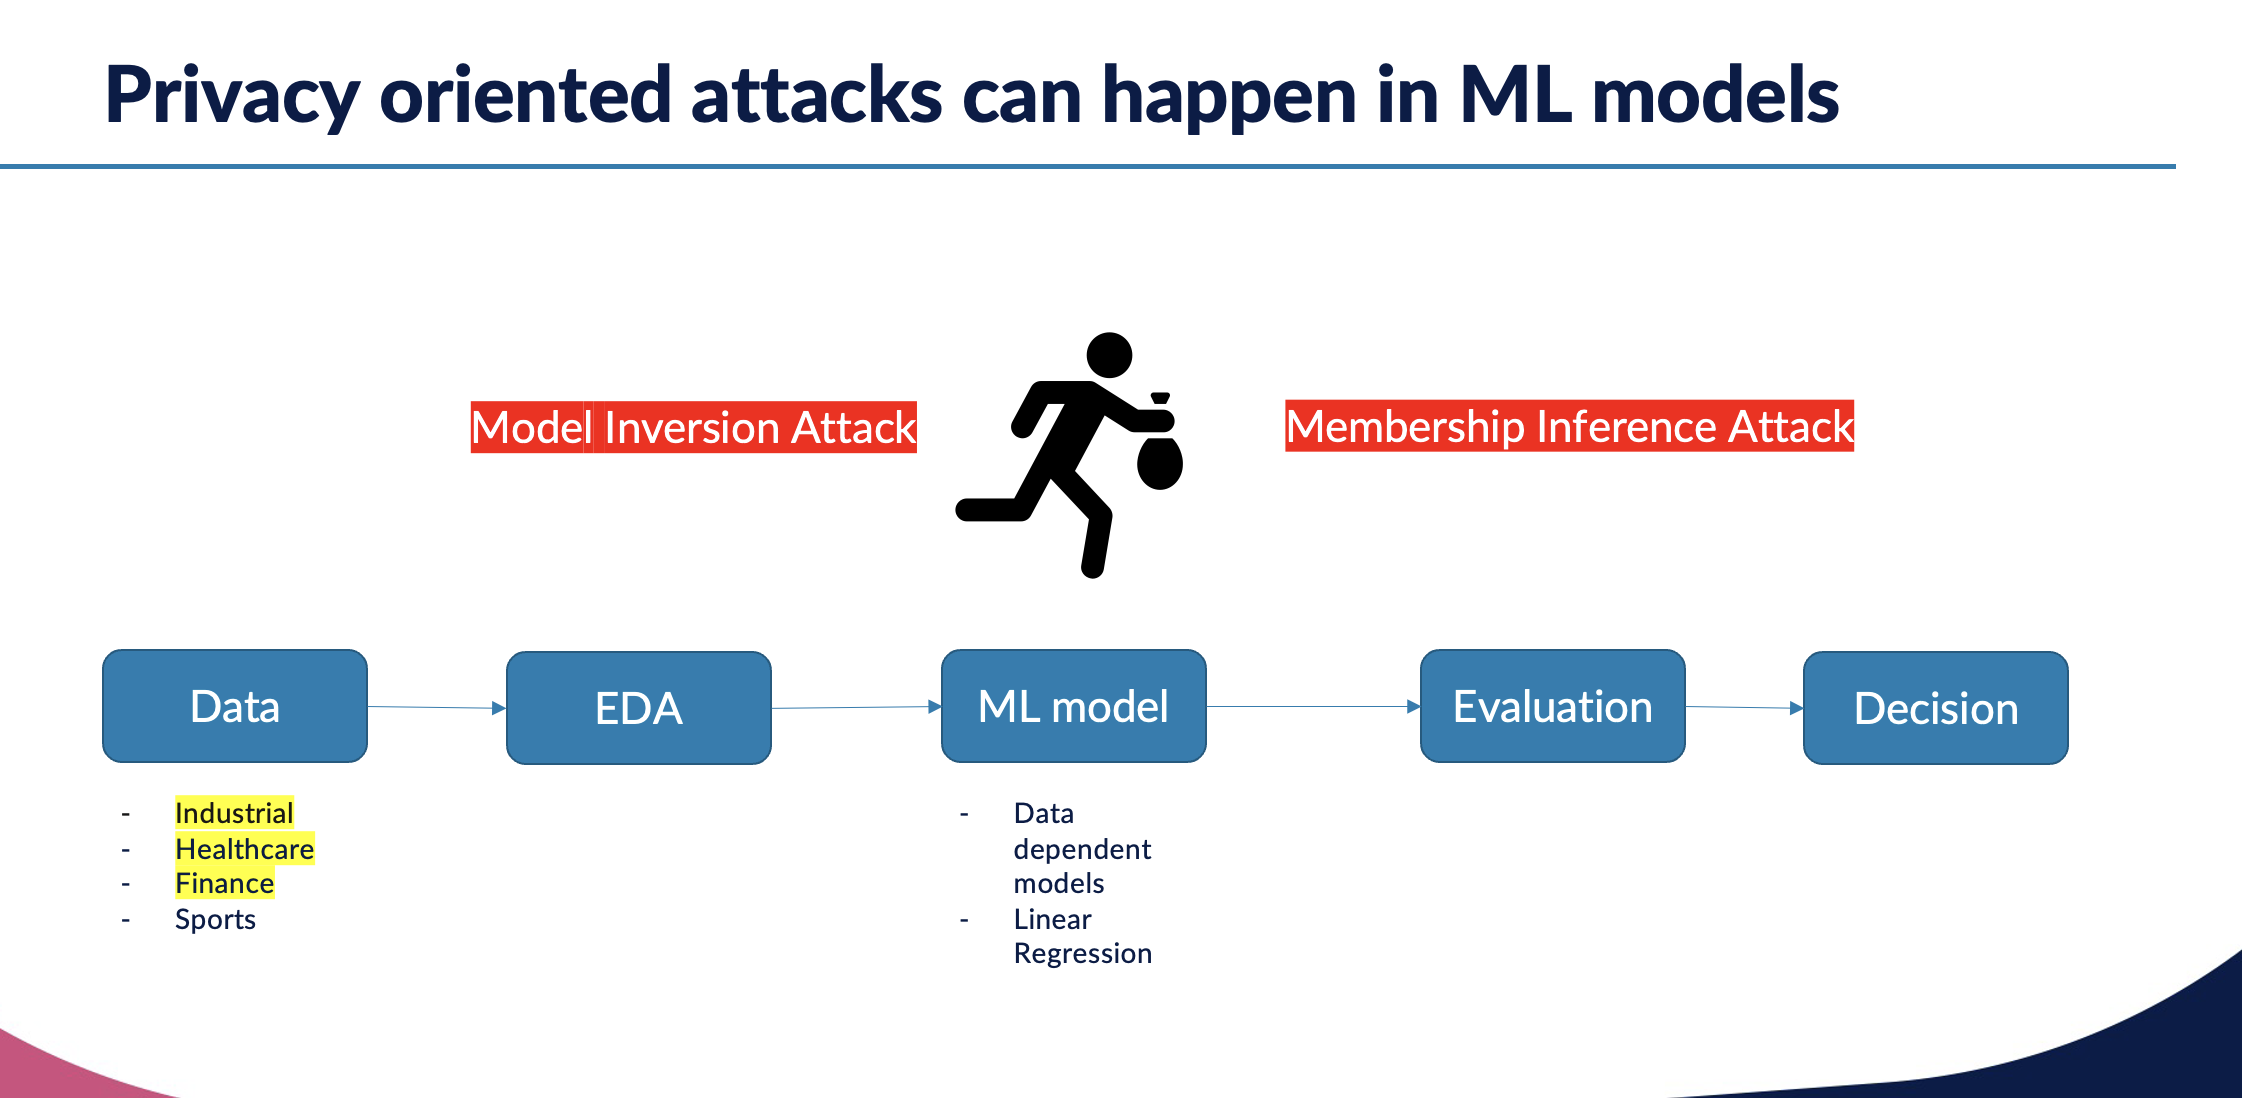 Privacy oriented attacks can happen in ML models
Model Inversion Attack
Membership Inference Attack
Data
EDA
ML model
Evaluation
Decision
- Industrial
- Healthcare
- Finance
- Sports
- Data
dependent
models
- Linear
Regression